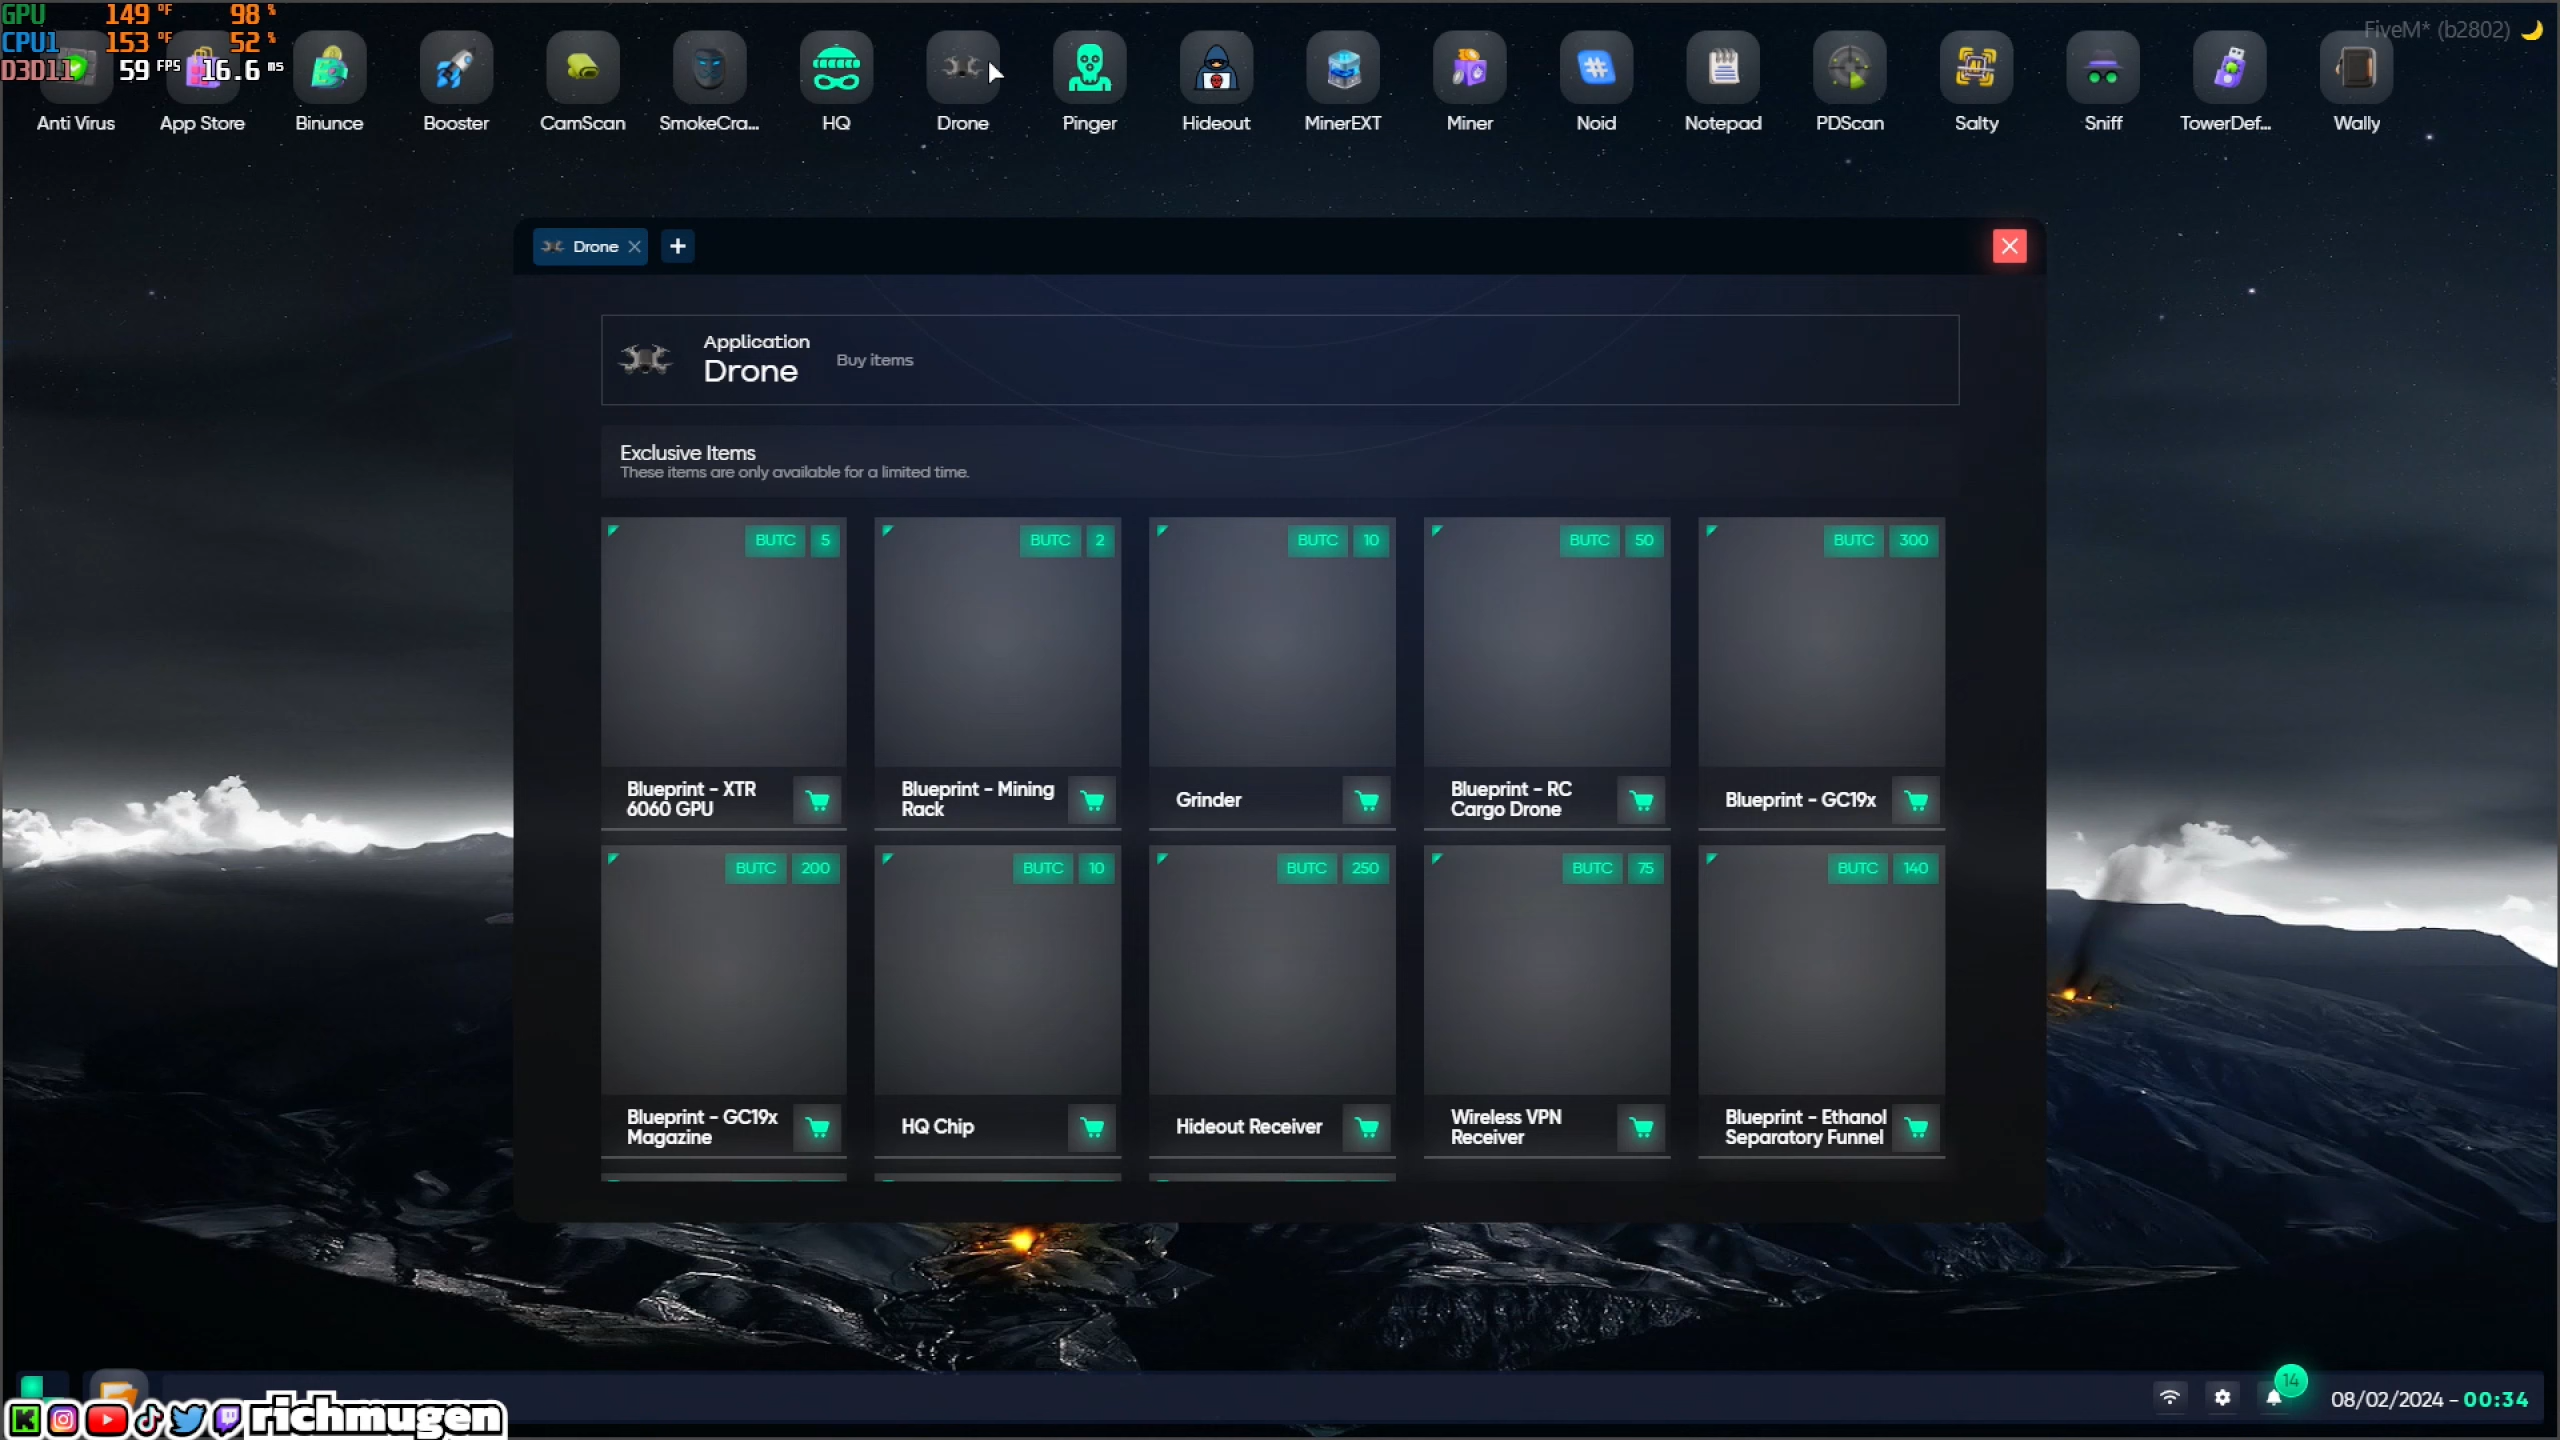 GPU 149 °F 98 %
CPU1 153 °F 52 %
D3D11 59 FPS 16.6 ms
FiveM* (b2802)
Anti Virus
App Store
Binunce
Booster
CamScan
SmokeCra...
HQ
Drone
Pinger
Hideout
MinerEXT
Miner
Noid
Notepad
PDScan
Salty
Sniff
TowerDef...
Wally
Drone
Application
Drone
Buy items
Exclusive Items
These items are only available for a limited time.
BUTC 5
BUTC 2
BUTC 10
BUTC 50
BUTC 300
Blueprint - XTR
6060 GPU
Blueprint - Mining
Rack
Grinder
Blueprint - RC
Cargo Drone
Blueprint - GC19x
BUTC 200
BUTC 10
BUTC 250
BUTC 75
BUTC 140
Blueprint - GC19x
Magazine
HQ Chip
Hideout Receiver
Wireless VPN
Receiver
Blueprint - Ethanol
Separatory Funnel
richmugen
14
08/02/2024 - 00:34